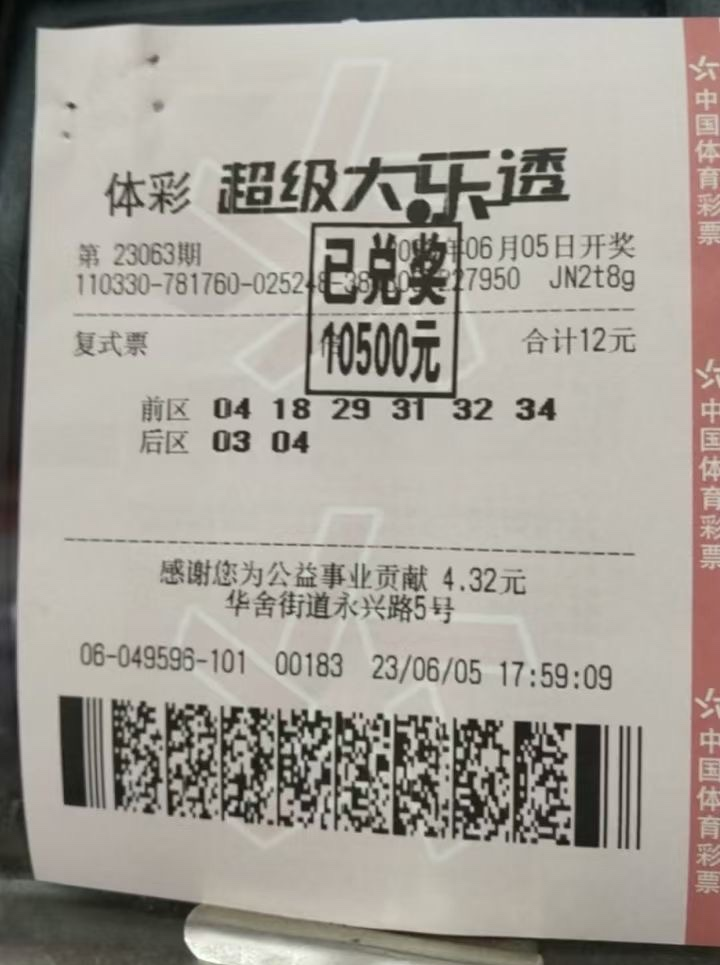 体彩 超级大乐透
第 23063期 年06月05日开奖
110330-781760-0252 27950 JN2t8g
已兑奖
10500元
复式票 合计12元
前区 04 18 29 31 32 34
后区 03 04
感谢您为公益事业贡献 4.32元
华舍街道永兴路5号
06-049596-101 00183 23/06/05 17:59:09
中国体育彩票
中国体育彩票
中国体育彩票